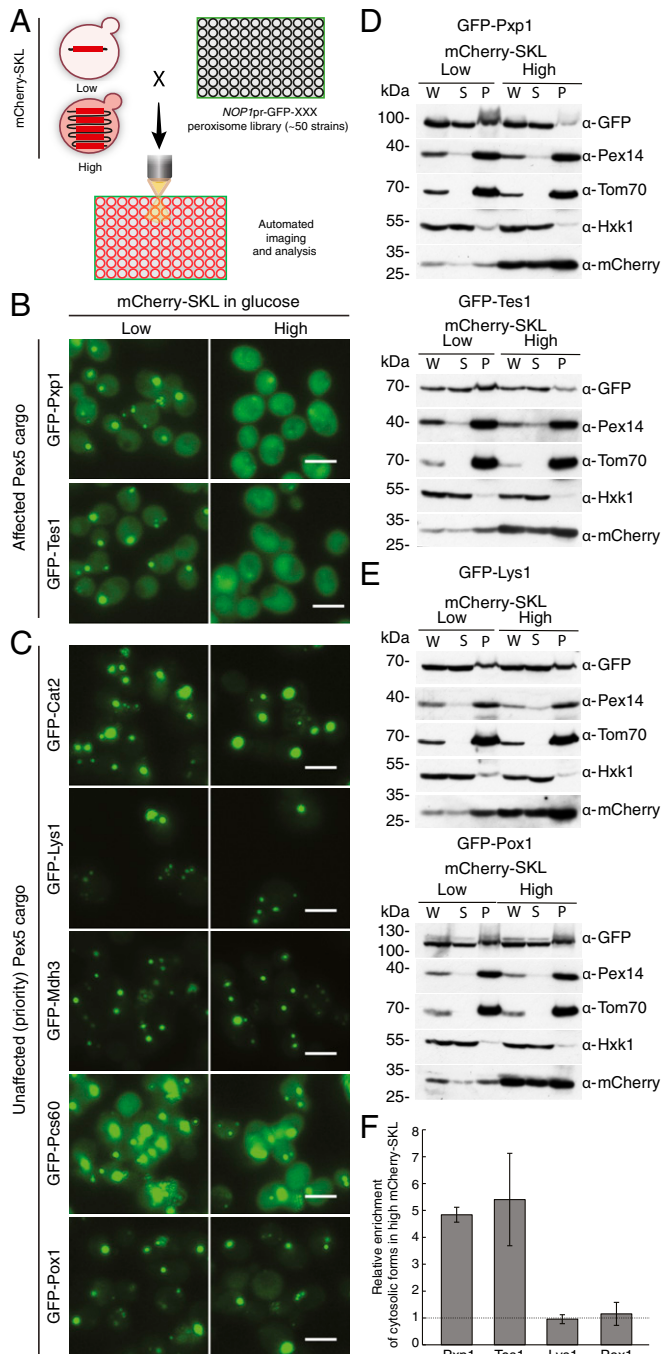 A
mCherry-SKL
Low
High
X
NOP1pr-GFP-XXX
peroxisome library (~50 strains)
Automated
imaging
and analysis
B
mCherry-SKL in glucose
Low High
Affected Pex5 cargo
GFP-Pxp1
GFP-Tes1
C
Unaffected (priority) Pex5 cargo
GFP-Cat2
GFP-Lys1
GFP-Mdh3
GFP-Pcs60
GFP-Pox1
D
GFP-Pxp1
mCherry-SKL
Low High
kDa W S P W S P
100- α-GFP
40- α-Pex14
70- α-Tom70
55- α-Hxk1
35- α-mCherry
25-
GFP-Tes1
mCherry-SKL
Low High
kDa W S P W S P
70- α-GFP
40- α-Pex14
70- α-Tom70
55- α-Hxk1
35- α-mCherry
25-
E
GFP-Lys1
mCherry-SKL
Low High
kDa W S P W S P
70- α-GFP
40- α-Pex14
70- α-Tom70
55- α-Hxk1
40- α-mCherry
25-
GFP-Pox1
mCherry-SKL
Low High
kDa W S P W S P
130- α-GFP
100-
40- α-Pex14
70- α-Tom70
55- α-Hxk1
35- α-mCherry
25-
F
Relative enrichment
of cytosolic forms in high mCherry-SKL
8
7
6
5
4
3
2
1
0
Pxp1 Tes1 Lys1 Pox1